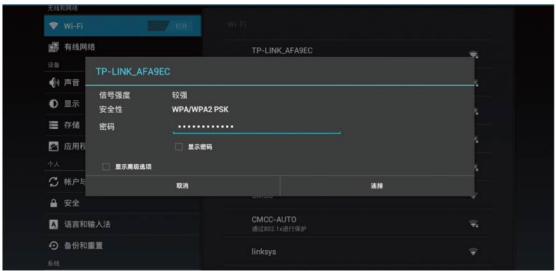 无线和网络
Wi-Fi
Wi-Fi
有线网络
TP-LINK_AFA9EC
设备
声音
显示
存储
应用程
个人
帐户与
安全
语言和输入法
备份和重置
系统
TP-LINK_AFA9EC
信号强度 较强
安全性 WPA/WPA2 PSK
密码 ••••••••••••
显示密码
显示高级选项
取消 连接
CMCC-AUTO
通过802.1x进行保护
linksys